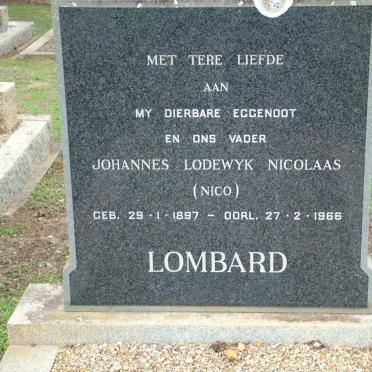 MET TERE LIEFDE
AAN
MY DIERBARE EGGENOOT
EN ONS VADER
JOHANNES LODEWYK NICOLAAS
(NICO)
GEB. 29·1·1897 – OORL. 27·2·1966
LOMBARD